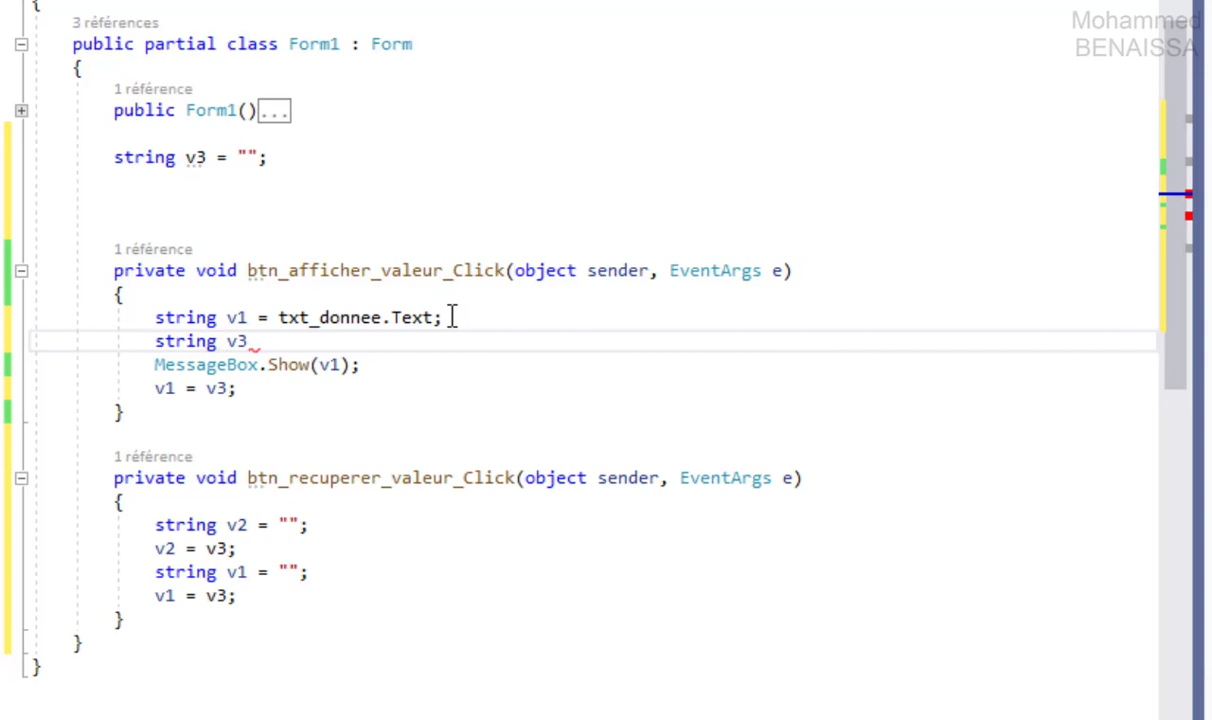 {
Mohammed
BENAISSA
3 références
public partial class Form1 : Form
{
1 référence
public Form1()...
string v3 = "";
1 référence
private void btn_afficher_valeur_Click(object sender, EventArgs e)
{
string v1 = txt_donnee.Text;
string v3
MessageBox.Show(v1);
v1 = v3;
}
1 référence
private void btn_recuperer_valeur_Click(object sender, EventArgs e)
{
string v2 = "";
v2 = v3;
string v1 = "";
v1 = v3;
}
}
}